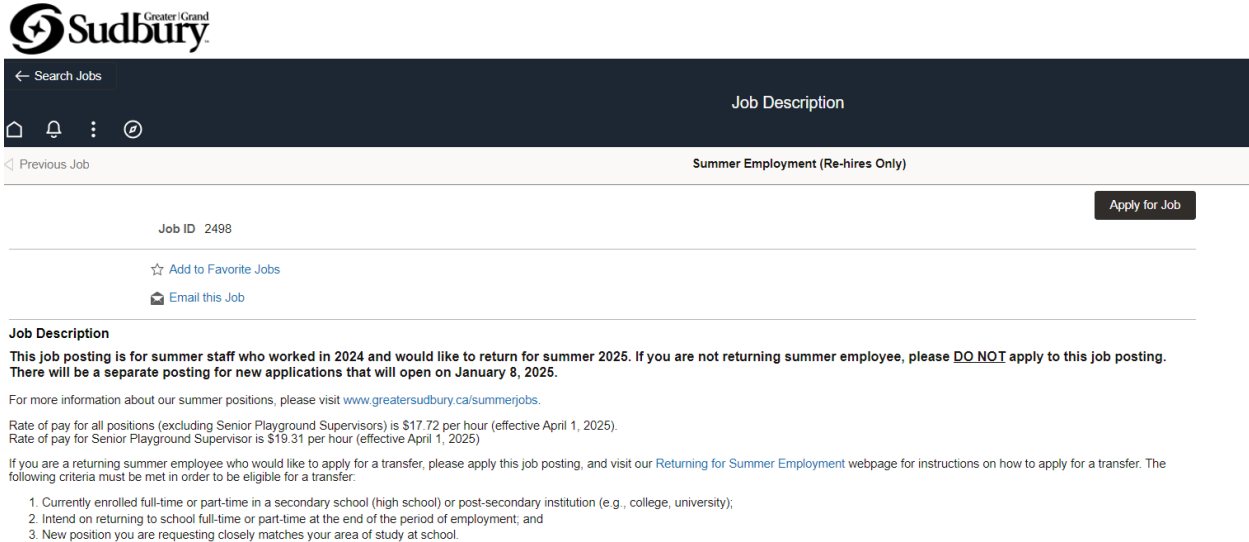 Greater | Grand
Sudbury
← Search Jobs
Job Description
Previous Job
Summer Employment (Re-hires Only)
Apply for Job
Job ID 2498
Add to Favorite Jobs
Email this Job
Job Description
This job posting is for summer staff who worked in 2024 and would like to return for summer 2025. If you are not returning summer employee, please DO NOT apply to this job posting.
There will be a separate posting for new applications that will open on January 8, 2025.
For more information about our summer positions, please visit www.greatersudbury.ca/summerjobs.
Rate of pay for all positions (excluding Senior Playground Supervisors) is $17.72 per hour (effective April 1, 2025).
Rate of pay for Senior Playground Supervisor is $19.31 per hour (effective April 1, 2025)
If you are a returning summer employee who would like to apply for a transfer, please apply this job posting, and visit our Returning for Summer Employment webpage for instructions on how to apply for a transfer. The
following criteria must be met in order to be eligible for a transfer:
1. Currently enrolled full-time or part-time in a secondary school (high school) or post-secondary institution (e.g., college, university);
2. Intend on returning to school full-time or part-time at the end of the period of employment; and
3. New position you are requesting closely matches your area of study at school.